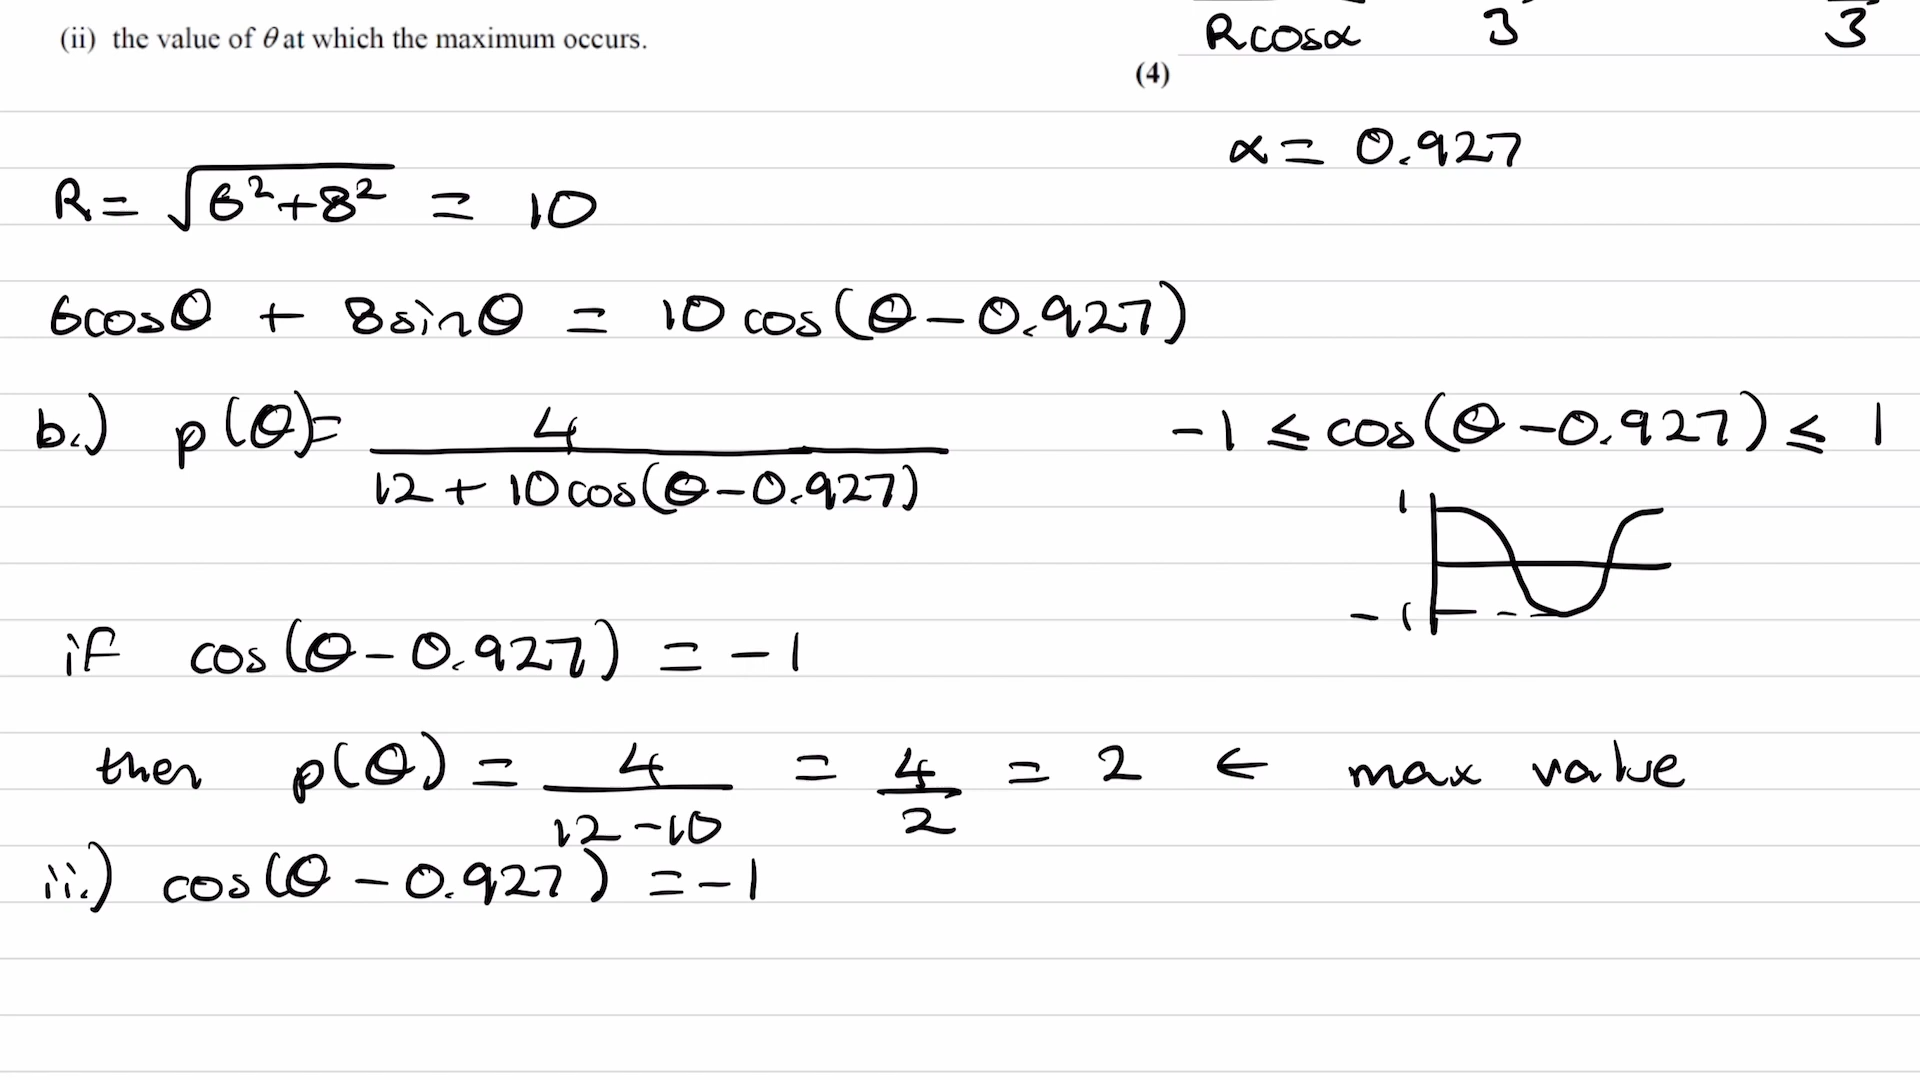 (ii) the value of θ at which the maximum occurs.
(4)
Rcosα 3 3
α = 0.927
R = √6²+8² = 10
6cosθ + 8sinθ = 10cos(θ-0.927)
b.) p(θ)= 4
12 + 10cos(θ-0.927)
-1 ≤ cos(θ-0.927) ≤ 1
1
-1
if cos(θ-0.927) = -1
then p(θ) = 4 = 4 = 2 ← max value
12-10 2
ii.) cos(θ-0.927) = -1